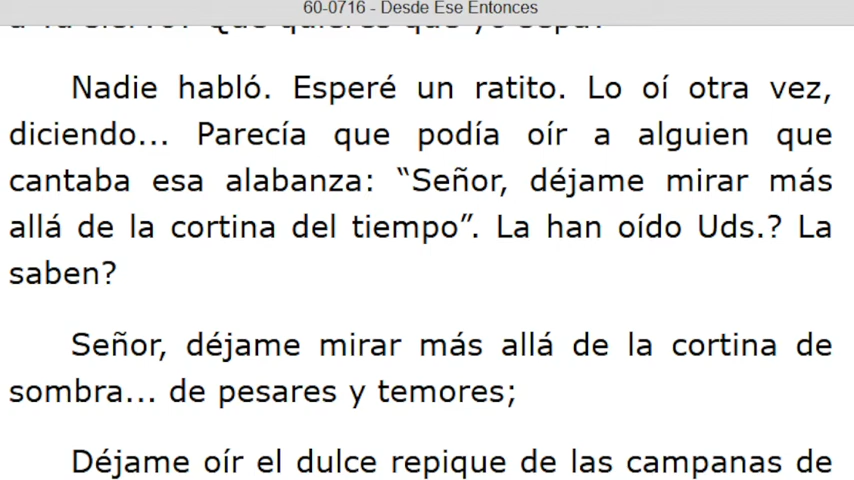 60-0716 - Desde Ese Entonces
Nadie habló. Esperé un ratito. Lo oí otra vez,
diciendo... Parecía que podía oír a alguien que
cantaba esa alabanza: “Señor, déjame mirar más
allá de la cortina del tiempo”. La han oído Uds.? La
saben?
Señor, déjame mirar más allá de la cortina de
sombra... de pesares y temores;
Déjame oír el dulce repique de las campanas de